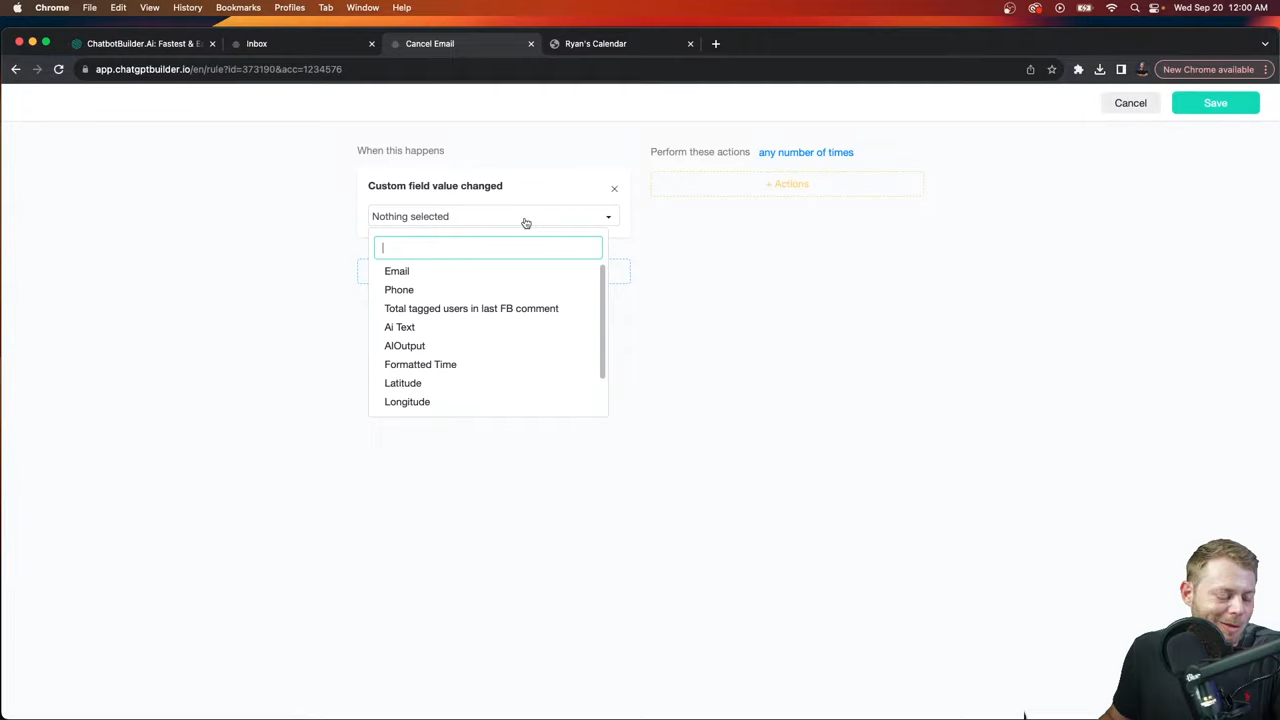 Chrome File Edit View History Bookmarks Profiles Tab Window Help Wed Sep 20 12:00 AM
ChatbotBuilder.Ai: Fastest & E Inbox Cancel Email Ryan's Calendar
app.chatgptbuilder.io/en/rule?id=373190&acc=1234576 New Chrome available
Cancel Save
When this happens
Perform these actions any number of times
Custom field value changed
+ Actions
Nothing selected
Email
Phone
Total tagged users in last FB comment
Ai Text
AIOutput
Formatted Time
Latitude
Longitude